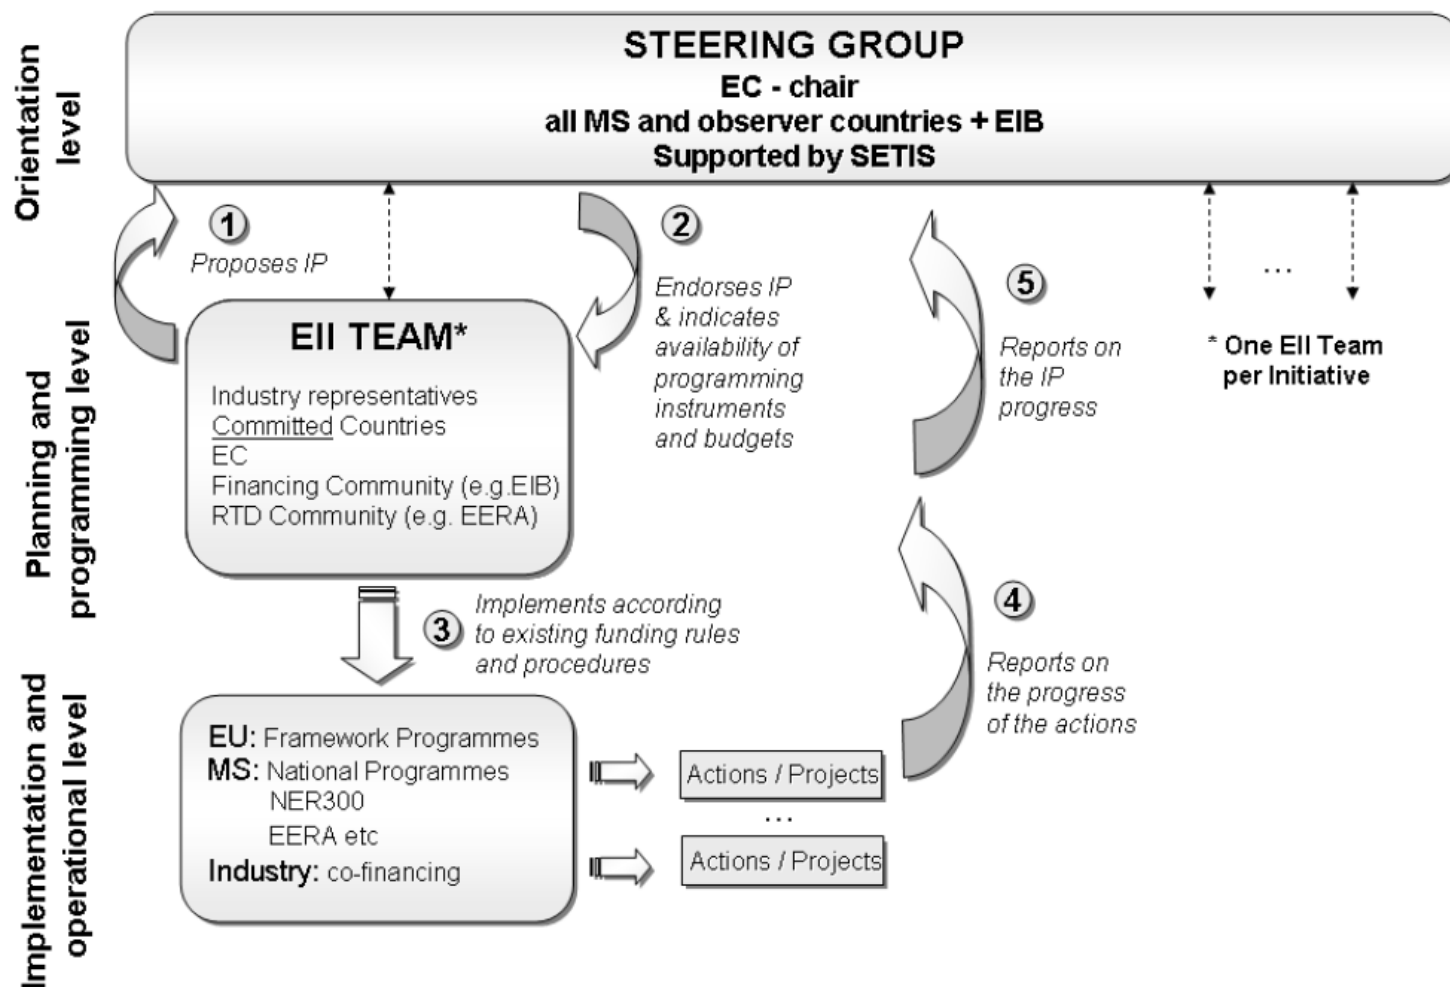 Orientation
level
STEERING GROUP
EC - chair
all MS and observer countries + EIB
Supported by SETIS
1
Proposes IP
2
Endorses IP
& indicates
availability of
programming
instruments
and budgets
5
Reports on
the IP
progress
...
* One EII Team
per Initiative
Planning and
programming level
EII TEAM*
Industry representatives
Committed Countries
EC
Financing Community (e.g.EIB)
RTD Community (e.g. EERA)
3
Implements according
to existing funding rules
and procedures
4
Reports on
the progress
of the actions
Implementation and
operational level
EU: Framework Programmes
MS: National Programmes
NER300
EERA etc
Industry: co-financing
Actions / Projects
...
Actions / Projects